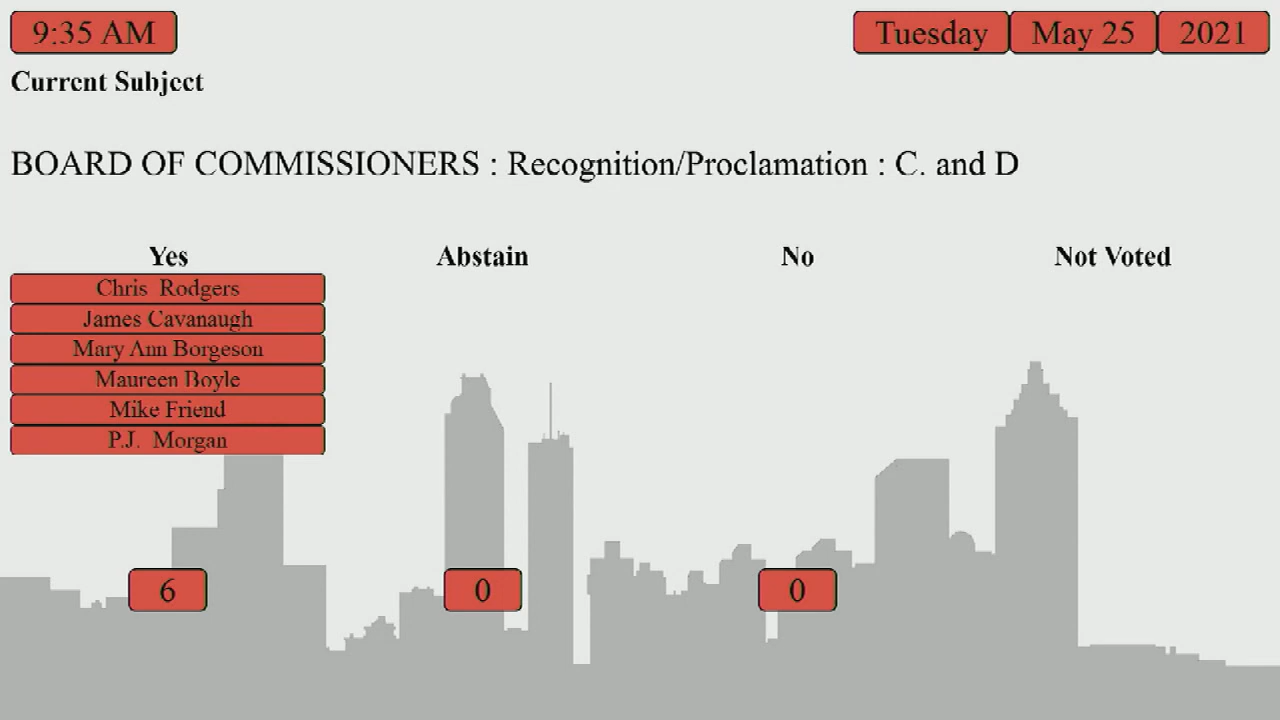 9:35 AM
Tuesday May 25 2021
Current Subject
BOARD OF COMMISSIONERS : Recognition/Proclamation : C. and D
Yes Abstain No Not Voted
Chris Rodgers
James Cavanaugh
Mary Ann Borgeson
Maureen Boyle
Mike Friend
P.J. Morgan
6 0 0